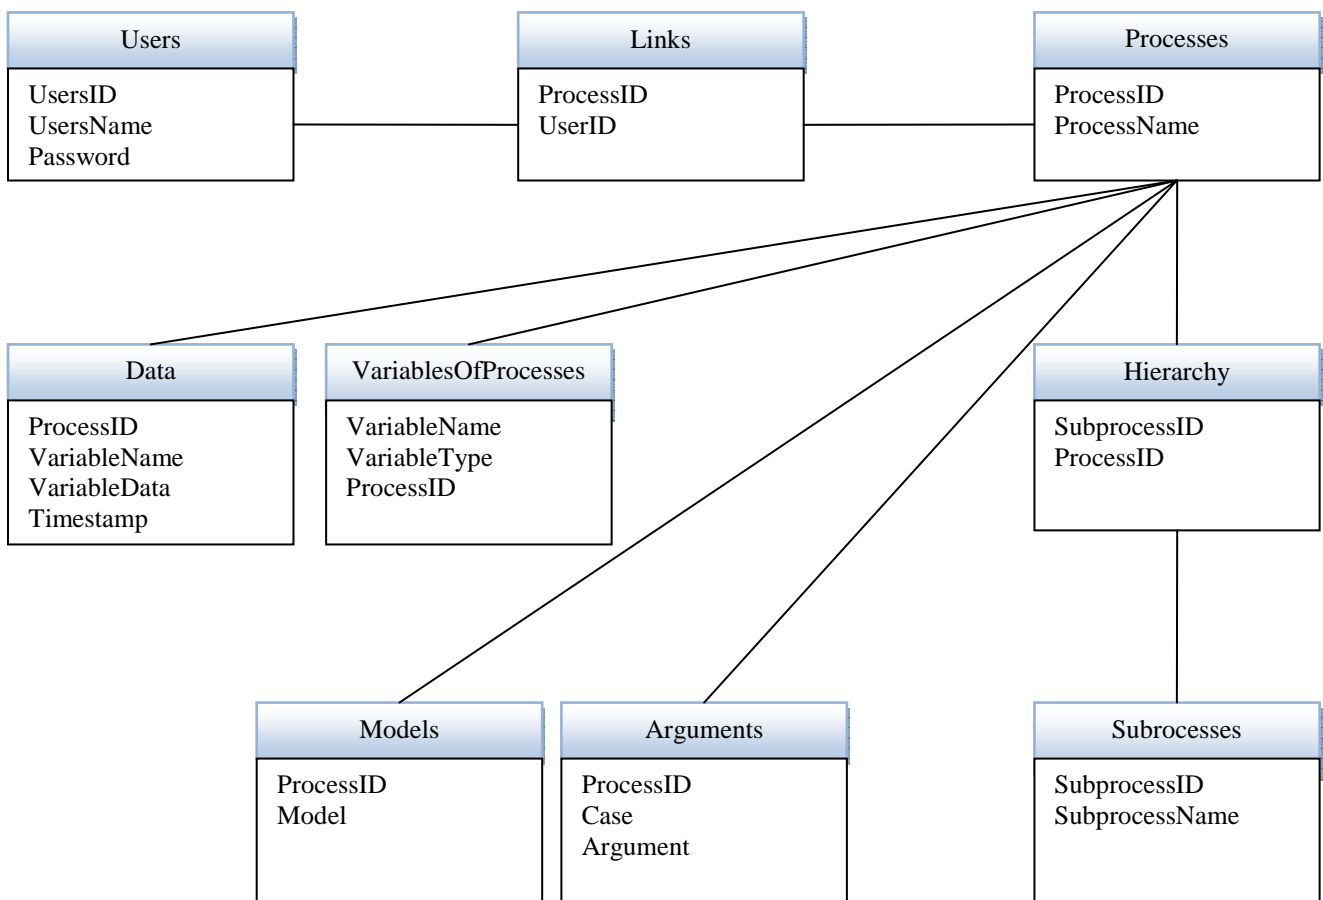 Users
UsersID
UsersName
Password
Links
ProcessID
UserID
Processes
ProcessID
ProcessName
Data
ProcessID
VariableName
VariableData
Timestamp
VariablesOfProcesses
VariableName
VariableType
ProcessID
Hierarchy
SubprocessID
ProcessID
Models
ProcessID
Model
Arguments
ProcessID
Case
Argument
Subrocesses
SubprocessID
SubprocessName